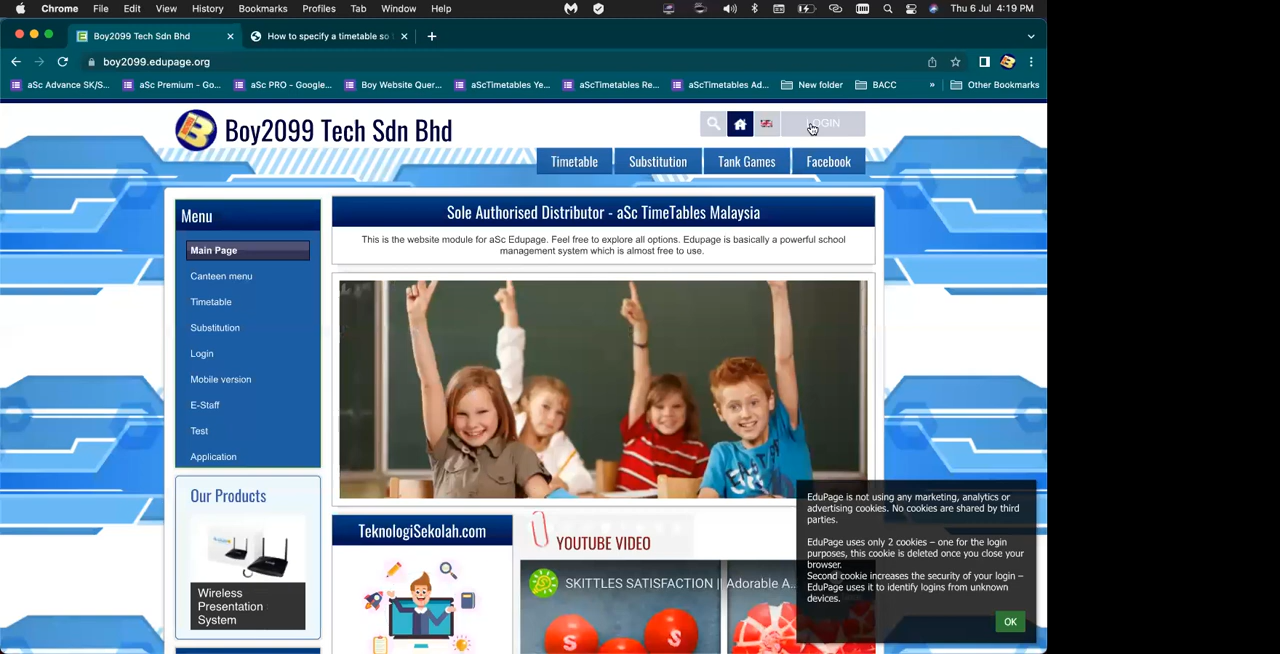 Chrome File Edit View History Bookmarks Profiles Tab Window Help Thu 6 Jul 4:19 PM
Boy2099 Tech Sdn Bhd How to specify a timetable so
boy2099.edupage.org
aSc Advance SK/S... aSc Premium - Go... aSc PRO - Google... Boy Website Quer... aScTimetables Ye... aScTimetables Re... aScTimetables Ad... New folder BACC » Other Bookmarks
Boy2099 Tech Sdn Bhd
LOGIN
Timetable Substitution Tank Games Facebook
Menu
Main Page
Canteen menu
Timetable
Substitution
Login
Mobile version
E-Staff
Test
Application
Sole Authorised Distributor - aSc TimeTables Malaysia
This is the website module for aSc Edupage. Feel free to explore all options. Edupage is basically a powerful school
management system which is almost free to use.
Our Products
Wireless
Presentation
System
TeknologiSekolah.com
YOUTUBE VIDEO
SKITTLES SATISFACTION || Adorable A...
EduPage is not using any marketing, analytics or
advertising cookies. No cookies are shared by third
parties.
EduPage uses only 2 cookies – one for the login
purposes, this cookie is deleted once you close your
browser.
Second cookie increases the security of your login –
EduPage uses it to identify logins from unknown
devices.
OK